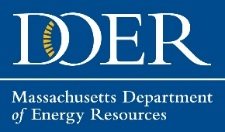 DOER
Massachusetts Department
of Energy Resources